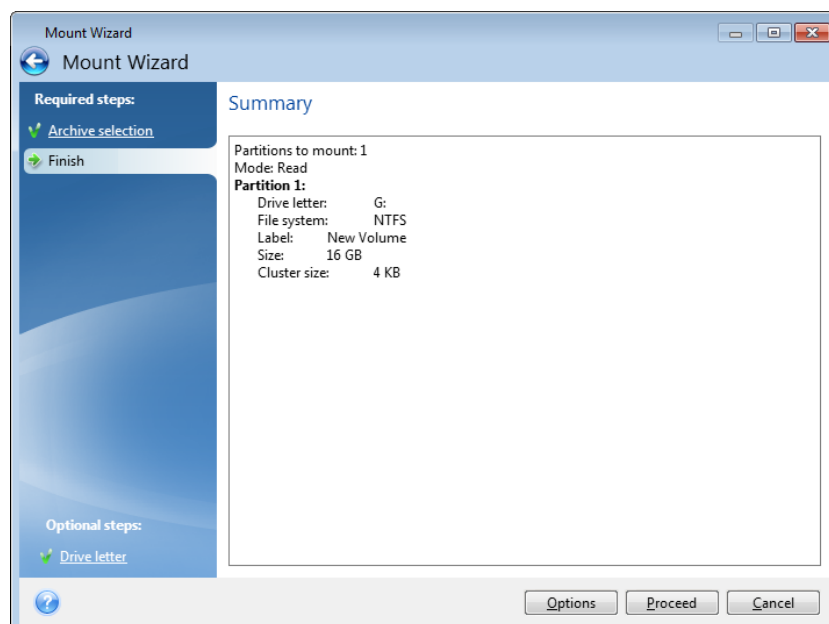 Mount Wizard
Mount Wizard
Required steps:
Archive selection
Finish
Summary
Partitions to mount: 1
Mode: Read
Partition 1:
Drive letter: G:
File system: NTFS
Label: New Volume
Size: 16 GB
Cluster size: 4 KB
Optional steps:
Drive letter
Options Proceed Cancel